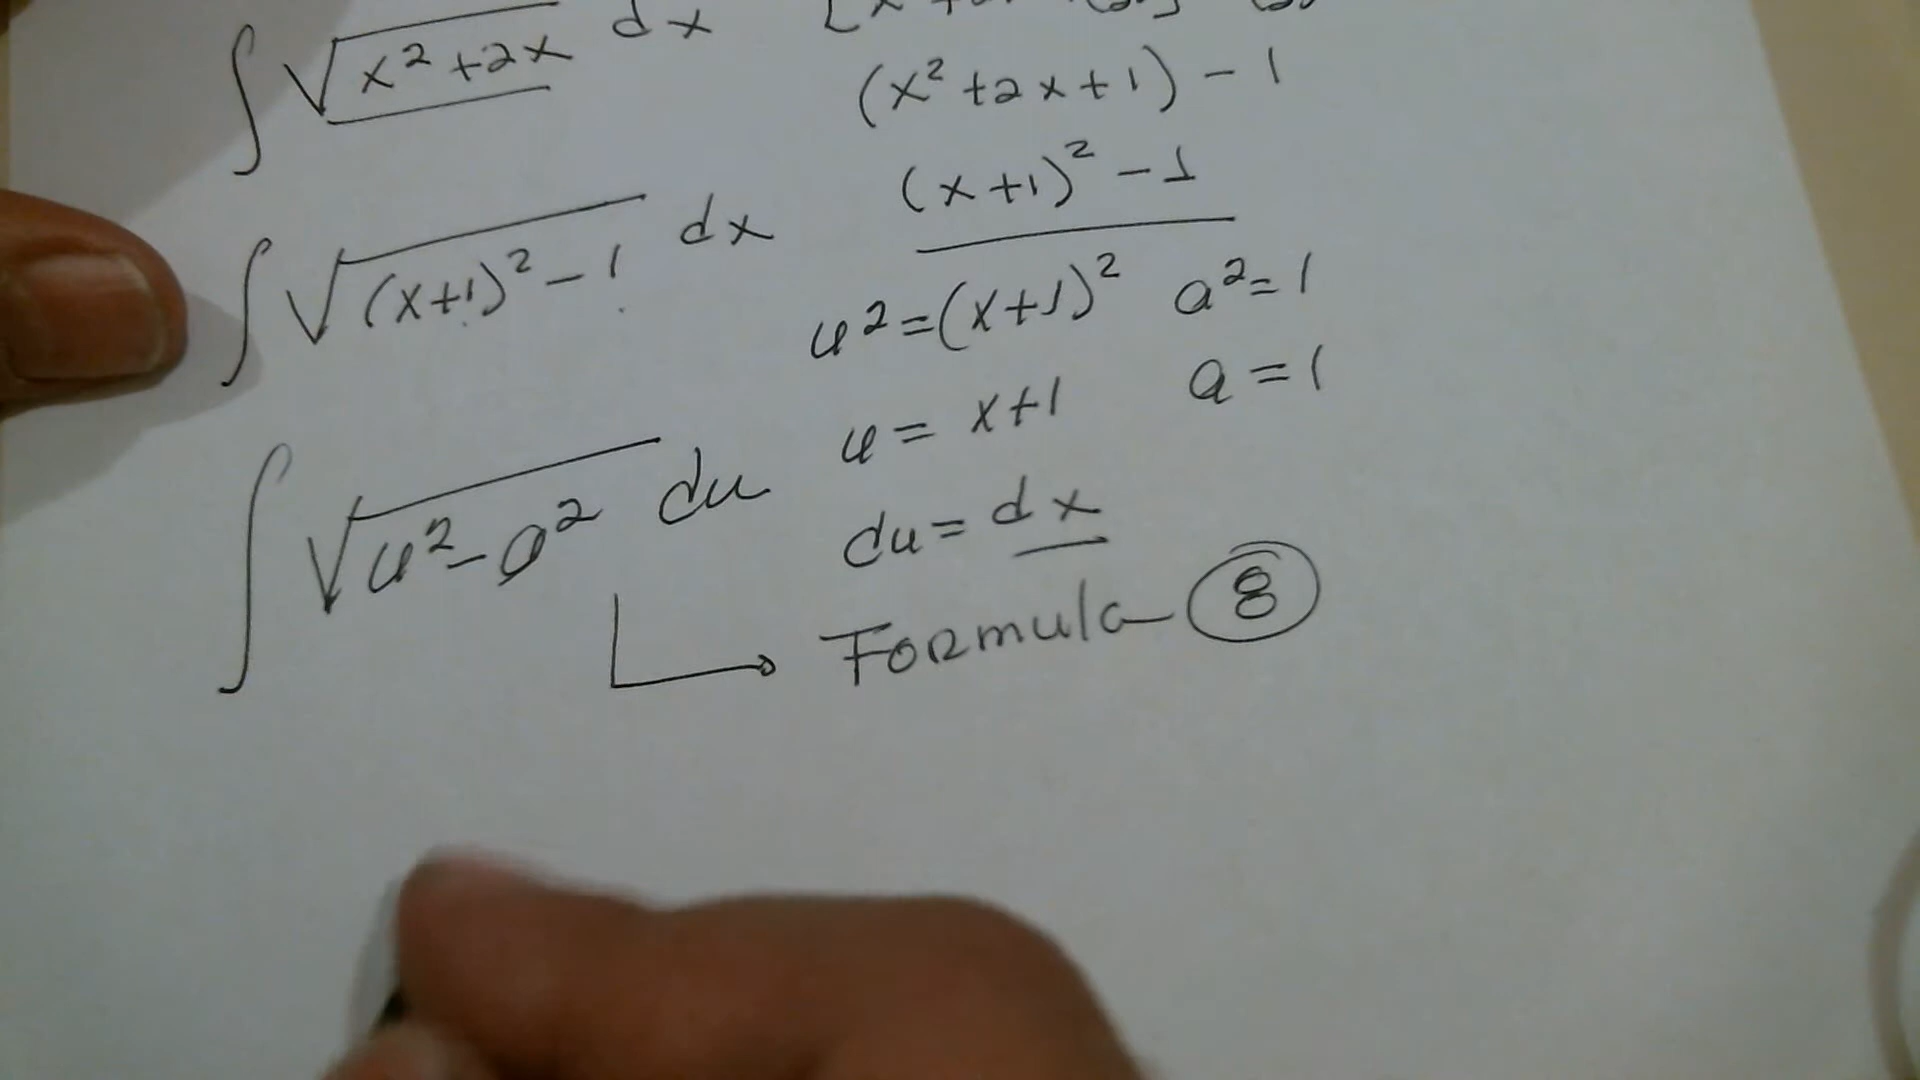 ∫√(x²+2x) dx
(x²+2x+1) - 1
(x+1)² - 1
∫√((x+1)² - 1) dx
u² = (x+1)² a² = 1
u = x+1 a = 1
∫√(u² - a²) du
du = dx
Formula 8